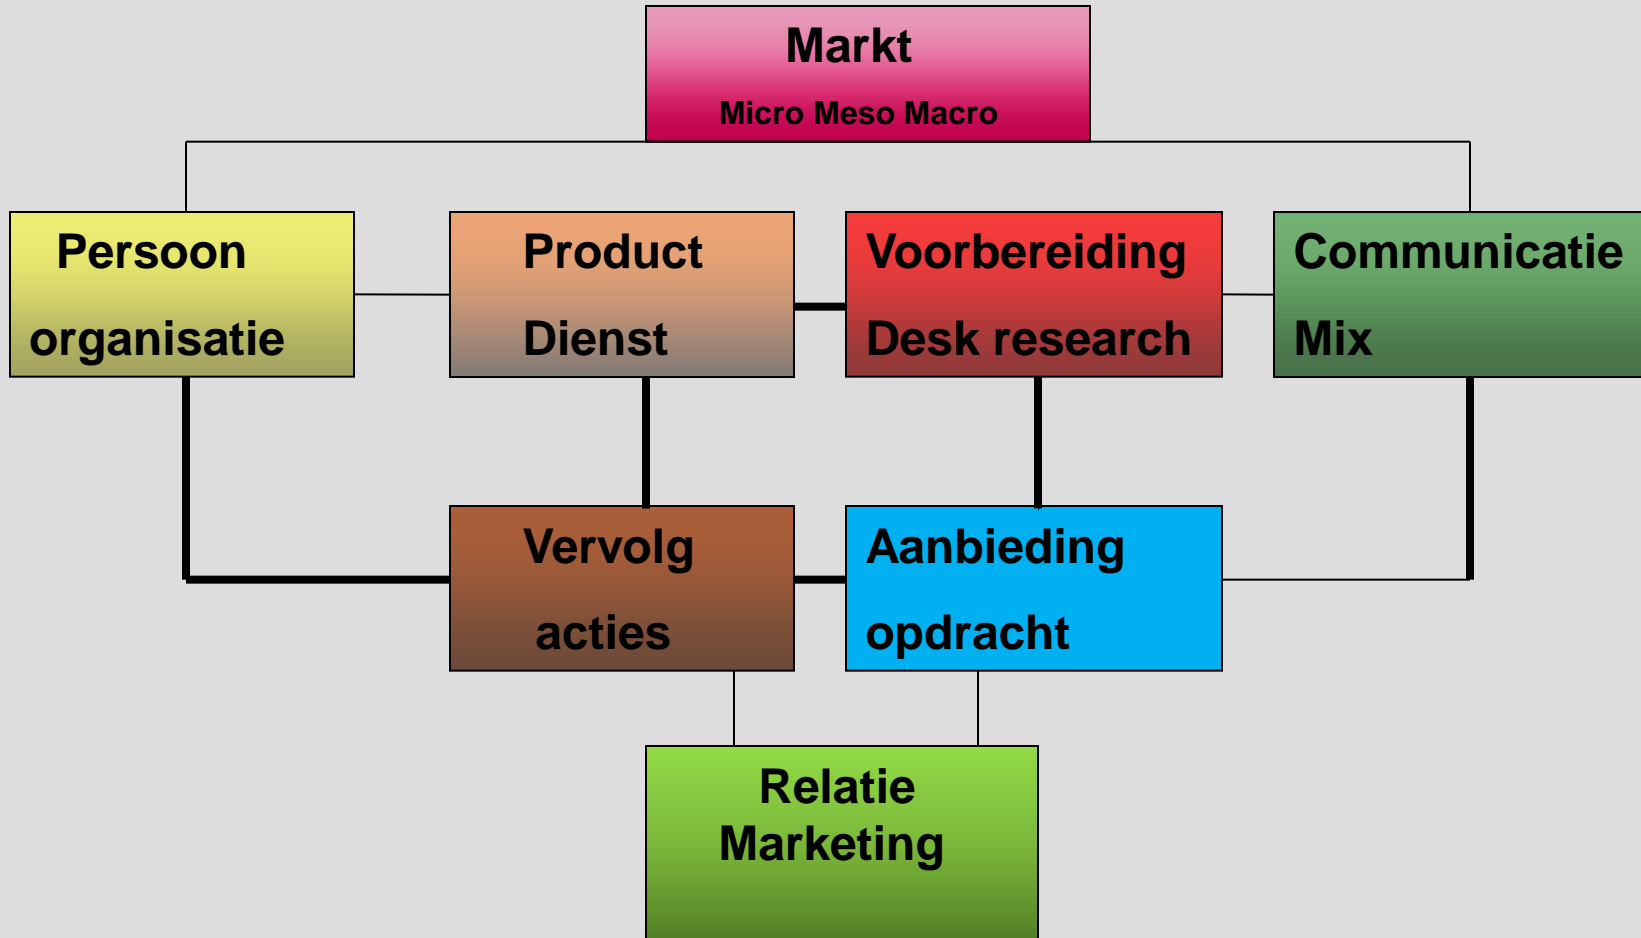 Markt
Micro Meso Macro
Persoon
organisatie
Product
Dienst
Voorbereiding
Desk research
Communicatie
Mix
Vervolg
acties
Aanbieding
opdracht
Relatie
Marketing